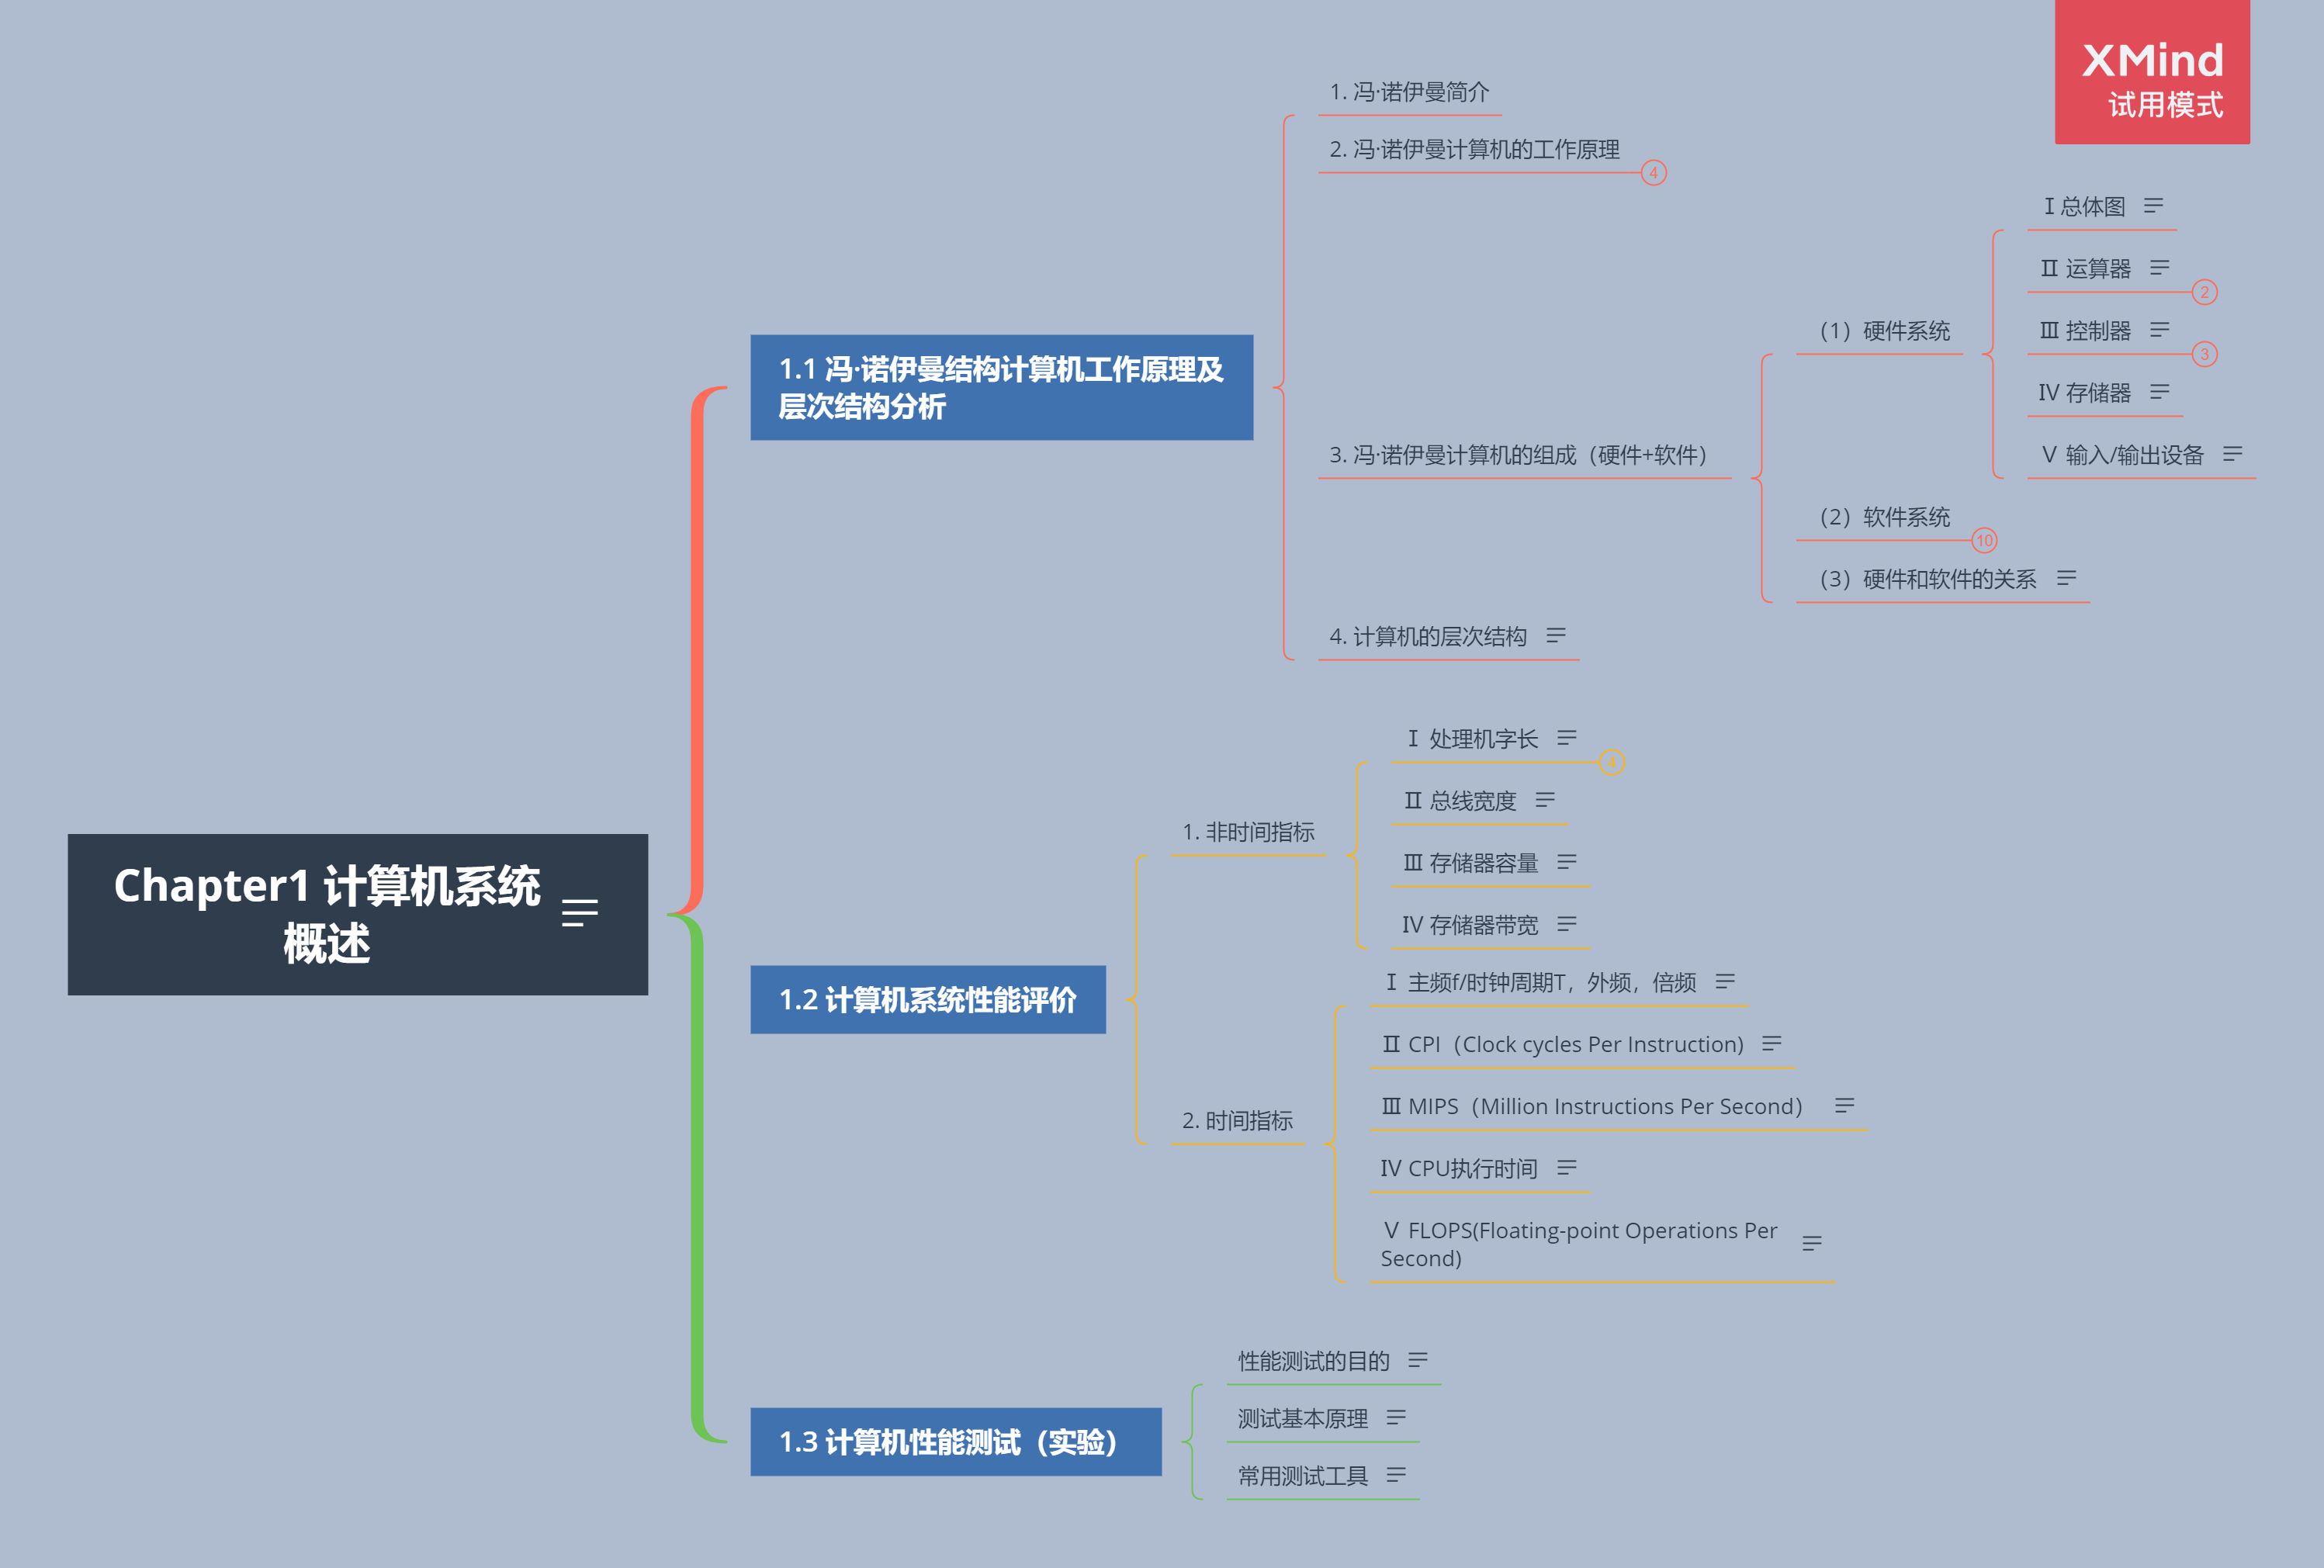 XMind
试用模式
Chapter1 计算机系统
概述
1.1 冯·诺伊曼结构计算机工作原理及
层次结构分析
1. 冯·诺伊曼简介
2. 冯·诺伊曼计算机的工作原理
4
3. 冯·诺伊曼计算机的组成（硬件+软件）
（1）硬件系统
Ⅰ 总体图
Ⅱ 运算器
2
Ⅲ 控制器
3
Ⅳ 存储器
Ⅴ 输入/输出设备
（2）软件系统
10
（3）硬件和软件的关系
4. 计算机的层次结构
1.2 计算机系统性能评价
1. 非时间指标
Ⅰ 处理机字长
4
Ⅱ 总线宽度
Ⅲ 存储器容量
Ⅳ 存储器带宽
2. 时间指标
Ⅰ 主频f/时钟周期T，外频，倍频
Ⅱ CPI（Clock cycles Per Instruction)
Ⅲ MIPS（Million Instructions Per Second）
Ⅳ CPU执行时间
Ⅴ FLOPS(Floating-point Operations Per
Second)
1.3 计算机性能测试（实验）
性能测试的目的
测试基本原理
常用测试工具